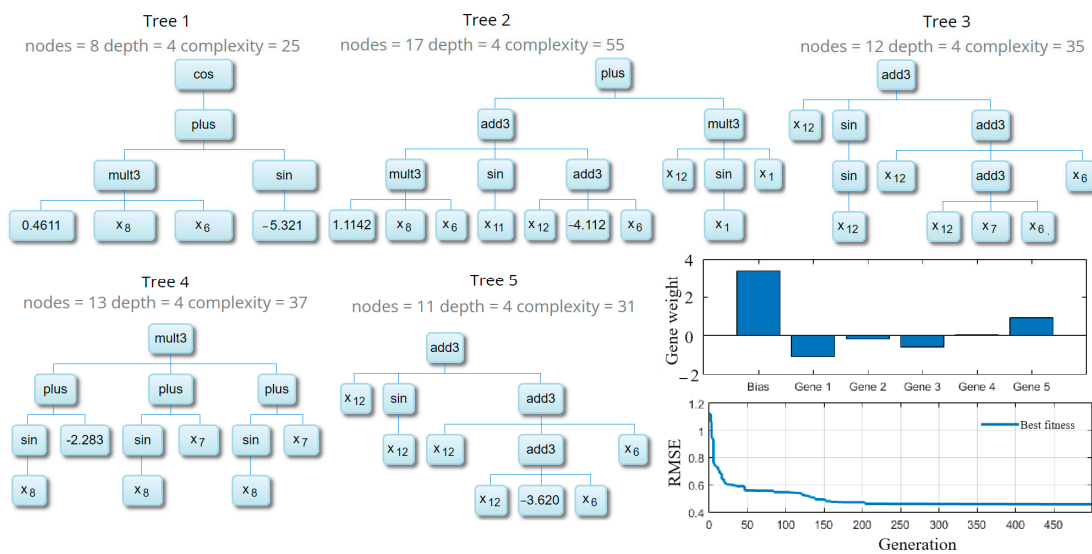 Tree 1
nodes = 8 depth = 4 complexity = 25
cos
plus
mult3 sin
0.4611 x8 x6 −5.321
Tree 2
nodes = 17 depth = 4 complexity = 55
plus
add3 mult3
mult3 sin add3 x12 sin x1
1.1142 x8 x6 x11 x12 −4.112 x6 x1
Tree 3
nodes = 12 depth = 4 complexity = 35
add3
x12 sin add3
sin x12 add3 x6
x12 x12 x7 x6
Tree 4
nodes = 13 depth = 4 complexity = 37
mult3
plus plus plus
sin -2.283 sin x7 sin x7
x8 x8 x8
Tree 5
nodes = 11 depth = 4 complexity = 31
add3
x12 sin add3
x12 x12 add3 x6
x12 −3.620 x6
Gene weight
4
2
0
−2
Bias Gene 1 Gene 2 Gene 3 Gene 4 Gene 5
RMSE
1.2
1
0.8
0.6
0.4
Best fitness
0 50 100 150 200 250 300 350 400 450
Generation